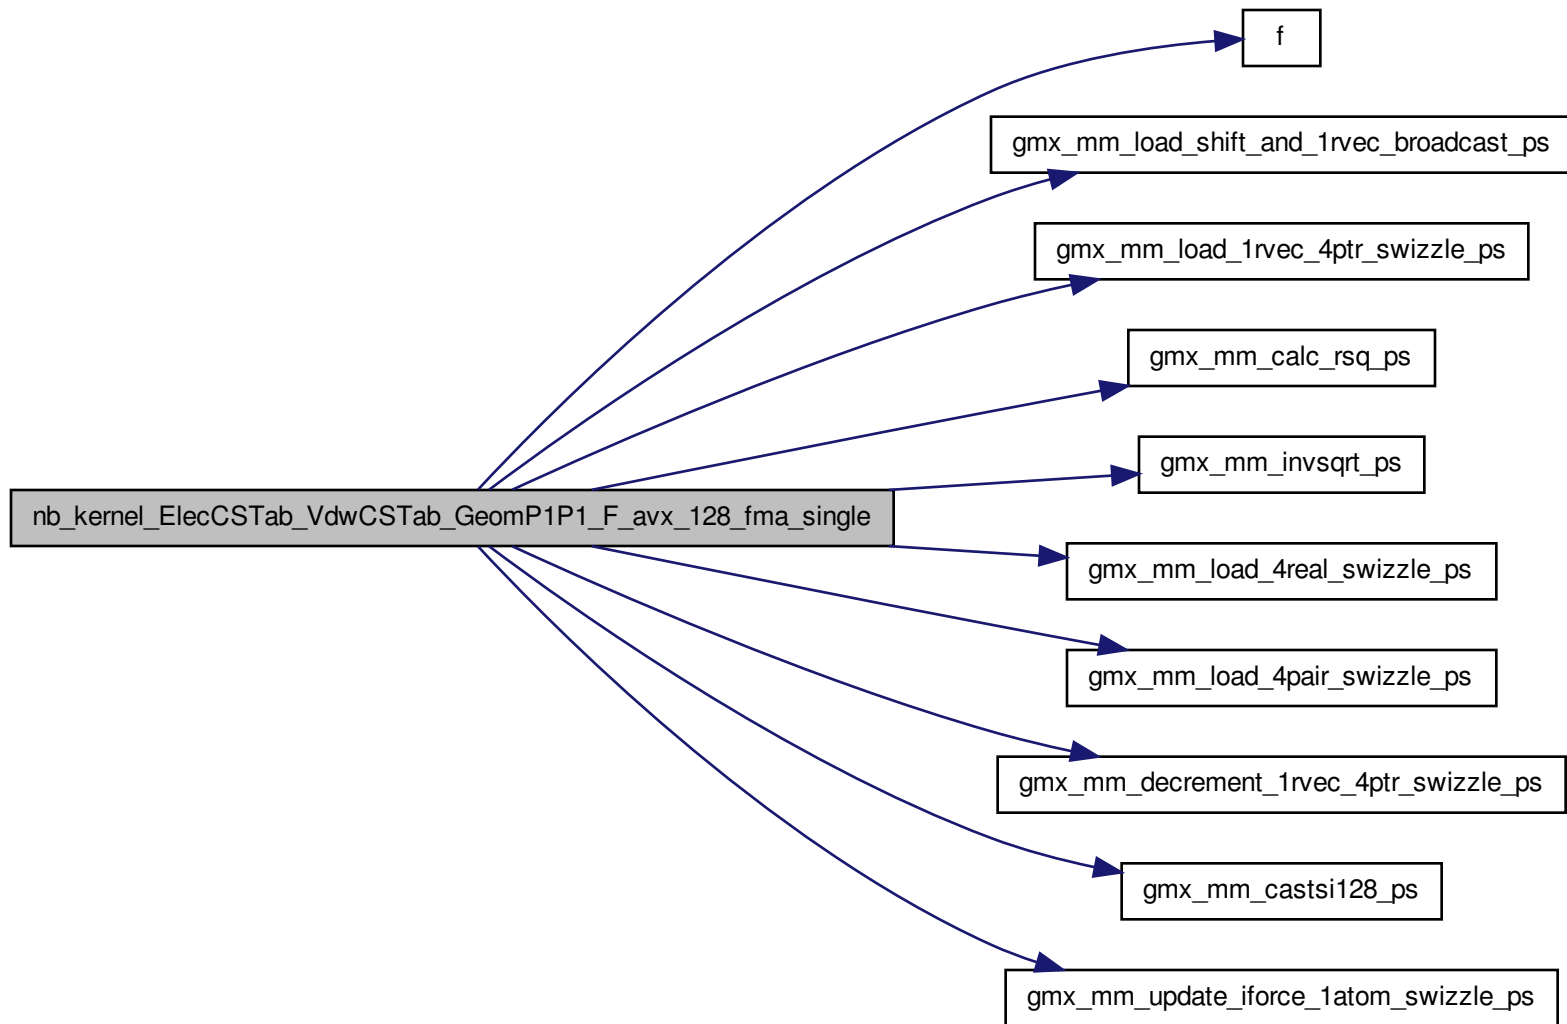 f
gmx_mm_load_shift_and_1rvec_broadcast_ps
gmx_mm_load_1rvec_4ptr_swizzle_ps
gmx_mm_calc_rsq_ps
gmx_mm_invsqrt_ps
nb_kernel_ElecCSTab_VdwCSTab_GeomP1P1_F_avx_128_fma_single
gmx_mm_load_4real_swizzle_ps
gmx_mm_load_4pair_swizzle_ps
gmx_mm_decrement_1rvec_4ptr_swizzle_ps
gmx_mm_castsi128_ps
gmx_mm_update_iforce_1atom_swizzle_ps